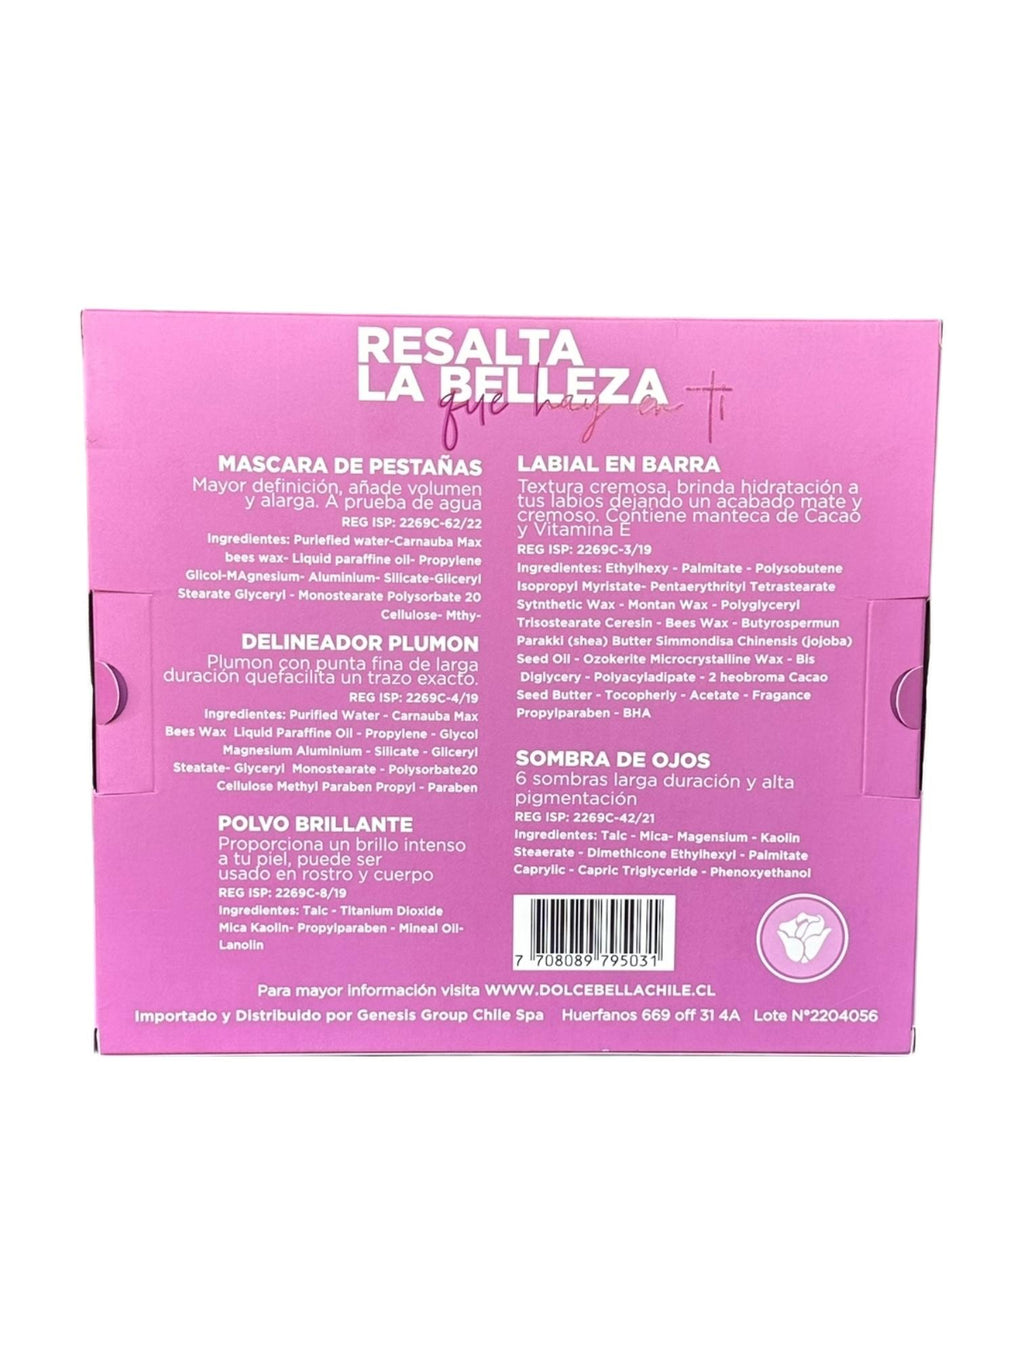 RESALTA
LA BELLEZA
que hay en ti
MASCARA DE PESTAÑAS
Mayor definición, añade volumen
y alarga. A prueba de agua
REG ISP: 2269C-62/22
Ingredientes: Puriefied water-Carnauba Max
bees wax- Liquid paraffine oil- Propylene
Glicol-MAgnesium- Aluminium- Silicate-Gliceryl
Stearate Glyceryl - Monostearate Polysorbate 20
Cellulose- Mthy-
DELINEADOR PLUMON
Plumon con punta fina de larga
duración quefacilita un trazo exacto.
REG ISP: 2269C-4/19
Ingredientes: Purified Water - Carnauba Max
Bees Wax Liquid Paraffine Oil - Propylene - Glycol
Magnesium Aluminium - Silicate - Gliceryl
Steatate- Glyceryl Monostearate - Polysorbate20
Cellulose Methyl Paraben Propyl - Paraben
POLVO BRILLANTE
Proporciona un brillo intenso
a tu piel, puede ser
usado en rostro y cuerpo
REG ISP: 2269C-8/19
Ingredientes: Talc - Titanium Dioxide
Mica Kaolin- Propylparaben - Mineal Oil-
Lanolin
LABIAL EN BARRA
Textura cremosa, brinda hidratación a
tus labios dejando un acabado mate y
cremoso. Contiene manteca de Cacao
y Vitamina E
REG ISP: 2269C-3/19
Ingredientes: Ethylhexy - Palmitate - Polysobutene
Isopropyl Myristate- Pentaerythrityl Tetrastearate
Sytnthetic Wax - Montan Wax - Polyglyceryl
Trisostearate Ceresin - Bees Wax - Butyrospermun
Parakki (shea) Butter Simmondisa Chinensis (jojoba)
Seed Oil - Ozokerite Microcrystalline Wax - Bis
Diglycery - Polyacyladipate - 2 heobroma Cacao
Seed Butter - Tocopherly - Acetate - Fragance
Propylparaben - BHA
SOMBRA DE OJOS
6 sombras larga duración y alta
pigmentación
REG ISP: 2269C-42/21
Ingredientes: Talc - Mica- Magensium - Kaolin
Steaerate - Dimethicone Ethylhexyl - Palmitate
Caprylic - Capric Triglyceride - Phenoxyethanol
7 708089 795031
Para mayor información visita WWW.DOLCEBELLACHILE.CL
Importado y Distribuido por Genesis Group Chile Spa Huerfanos 669 off 31 4A Lote N°2204056